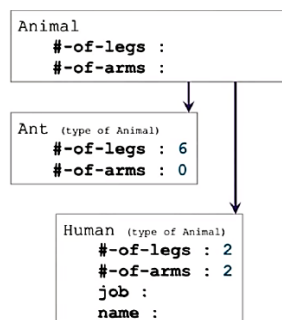 Animal
#-of-legs :
#-of-arms :
Ant (type of Animal)
#-of-legs : 6
#-of-arms : 0
Human (type of Animal)
#-of-legs : 2
#-of-arms : 2
job :
name :